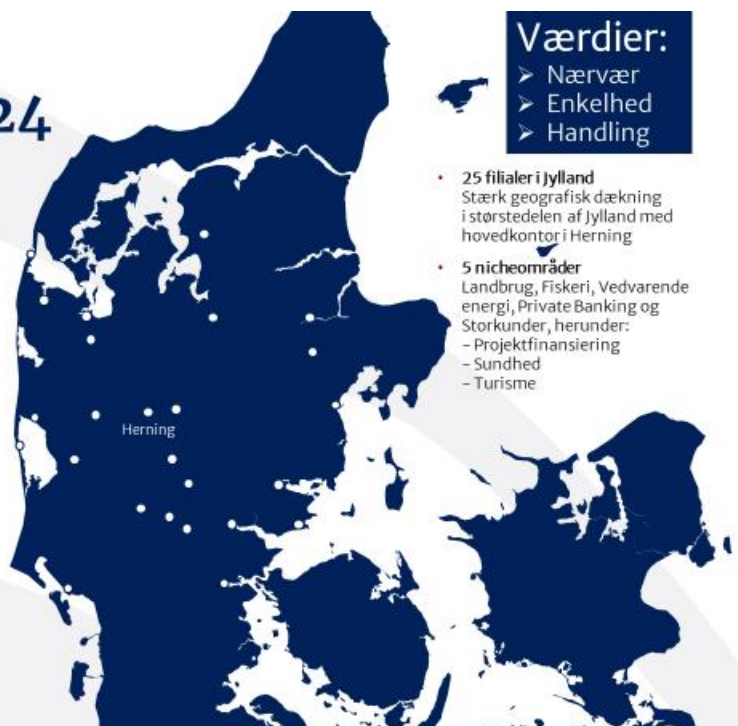 24
Værdier:
➢ Nærvær
➢ Enkelhed
➢ Handling
• 25 filialer i Jylland
Stærk geografisk dækning
i størstedelen af Jylland med
hovedkontor i Herning
• 5 nicheområder
Landbrug, Fiskeri, Vedvarende
energi, Private Banking og
Storkunder, herunder:
– Projektfinansiering
– Sundhed
– Turisme
Herning